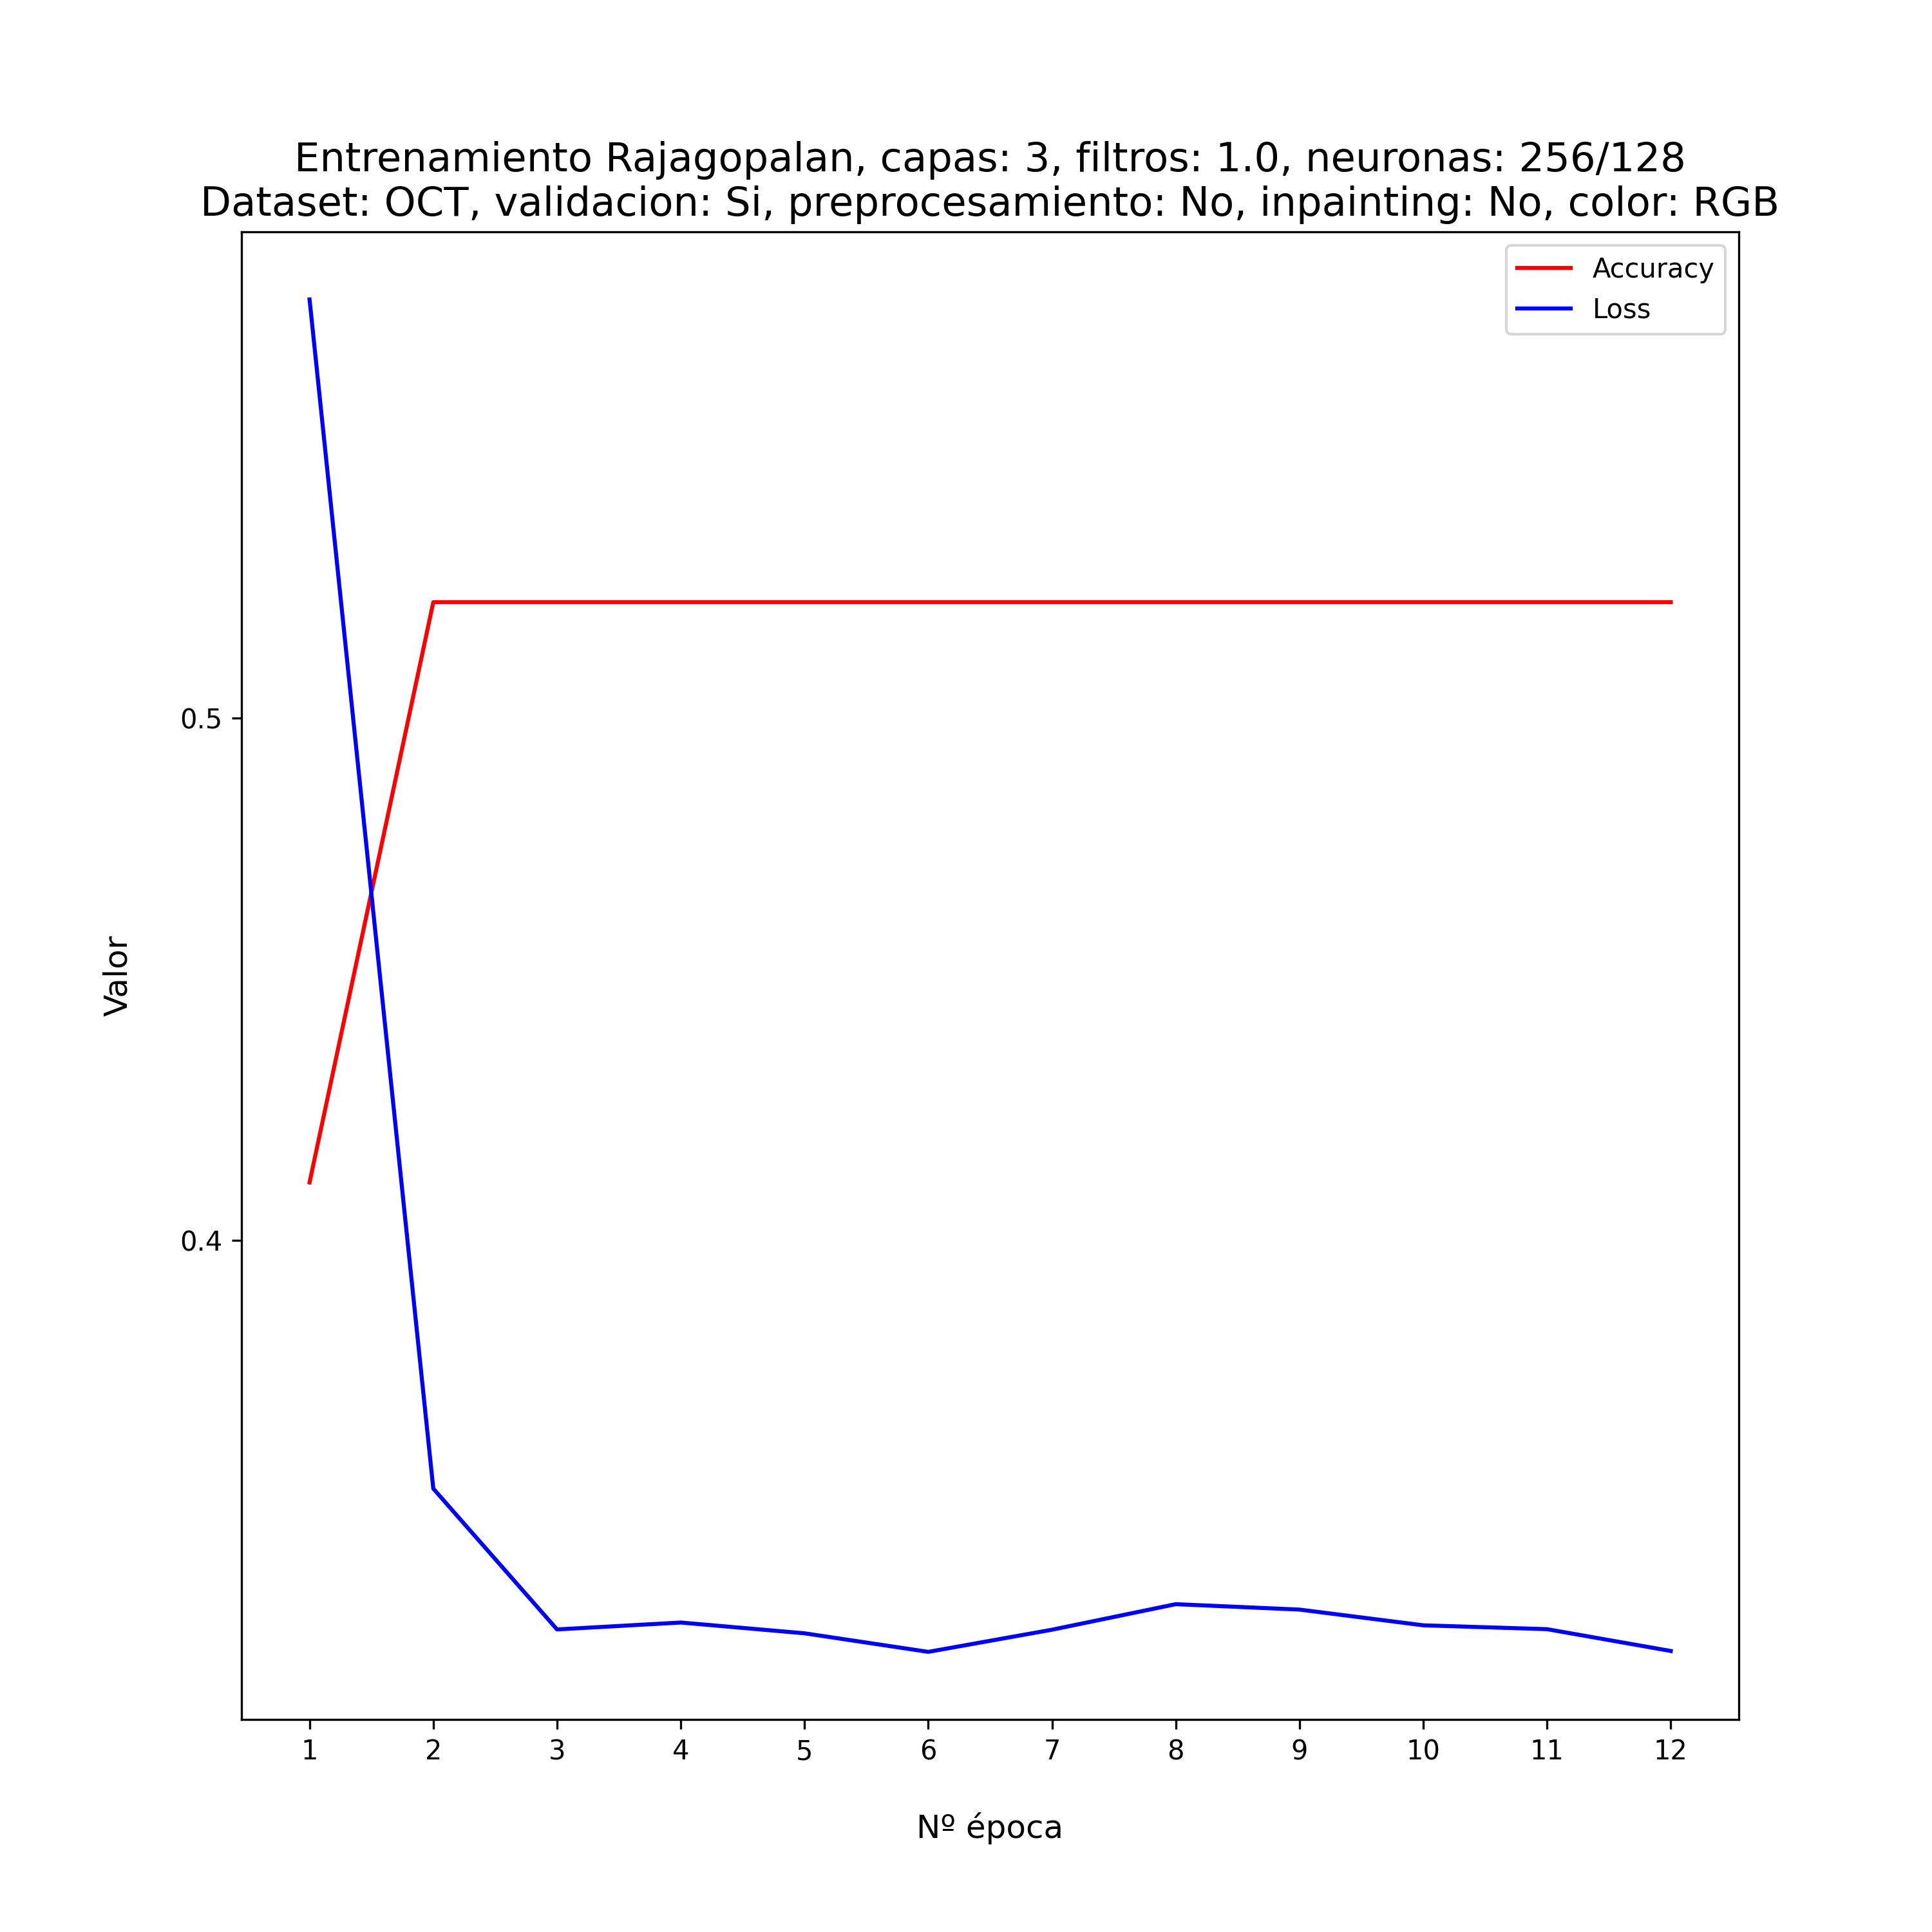 Entrenamiento Rajagopalan, capas: 3, filtros: 1.0, neuronas: 256/128
Dataset: OCT, validacion: Si, preprocesamiento: No, inpainting: No, color: RGB
Accuracy
Loss
Valor
0.5
0.4
1 2 3 4 5 6 7 8 9 10 11 12
Nº época